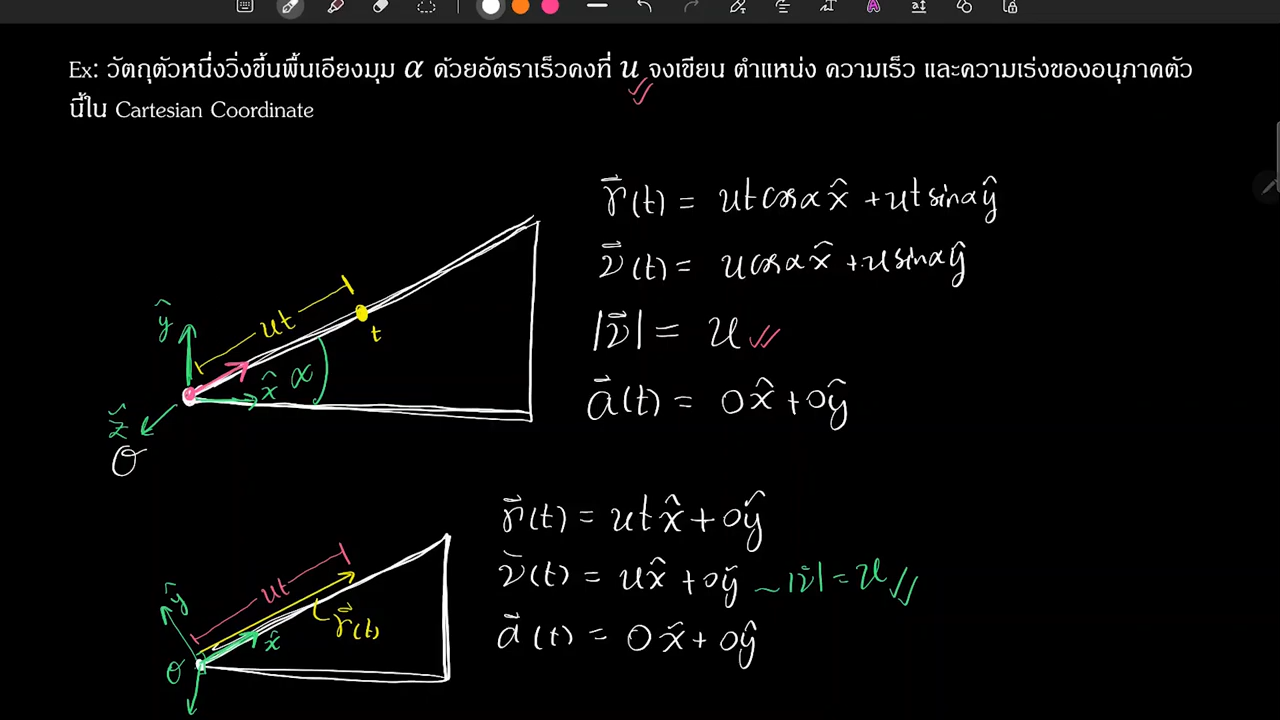 Ex: วัตถุตัวหนึ่งวิ่งขึ้นพื้นเอียงมุม α ด้วยอัตราเร็วคงที่ u จงเขียน ตำแหน่ง ความเร็ว และความเร่งของอนุภาคตัว
นี้ใน Cartesian Coordinate
r⃗(t) = ut cosα x̂ + ut sinα ŷ
v⃗(t) = u cosα x̂ + u sinα ŷ
|v⃗| = u
a⃗(t) = 0x̂ + 0ŷ
ŷ
ut
t
x̂ α
ẑ
O
r⃗(t) = ut x̂ + 0ŷ
v⃗(t) = u x̂ + 0ŷ ~ |v⃗| = u
a⃗(t) = 0x̂ + 0ŷ
ŷ
ut
r⃗(t)
x̂
O